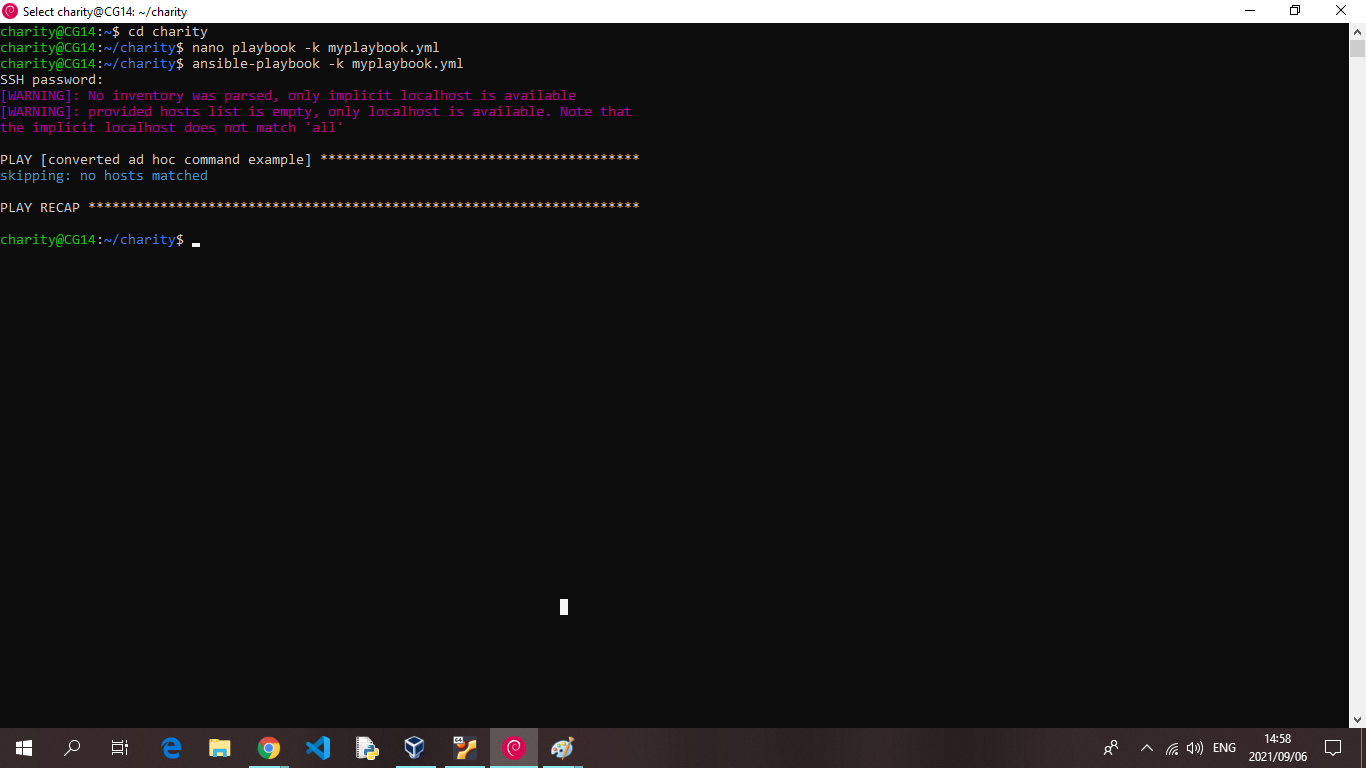 Select charity@CG14: ~/charity
charity@CG14:~$ cd charity
charity@CG14:~/charity$ nano playbook -k myplaybook.yml
charity@CG14:~/charity$ ansible-playbook -k myplaybook.yml
SSH password:
[WARNING]: No inventory was parsed, only implicit localhost is available
[WARNING]: provided hosts list is empty, only localhost is available. Note that
the implicit localhost does not match 'all'
PLAY [converted ad hoc command example] ****************************************
skipping: no hosts matched
PLAY RECAP *********************************************************************
charity@CG14:~/charity$
ENG
14:58
2021/09/06